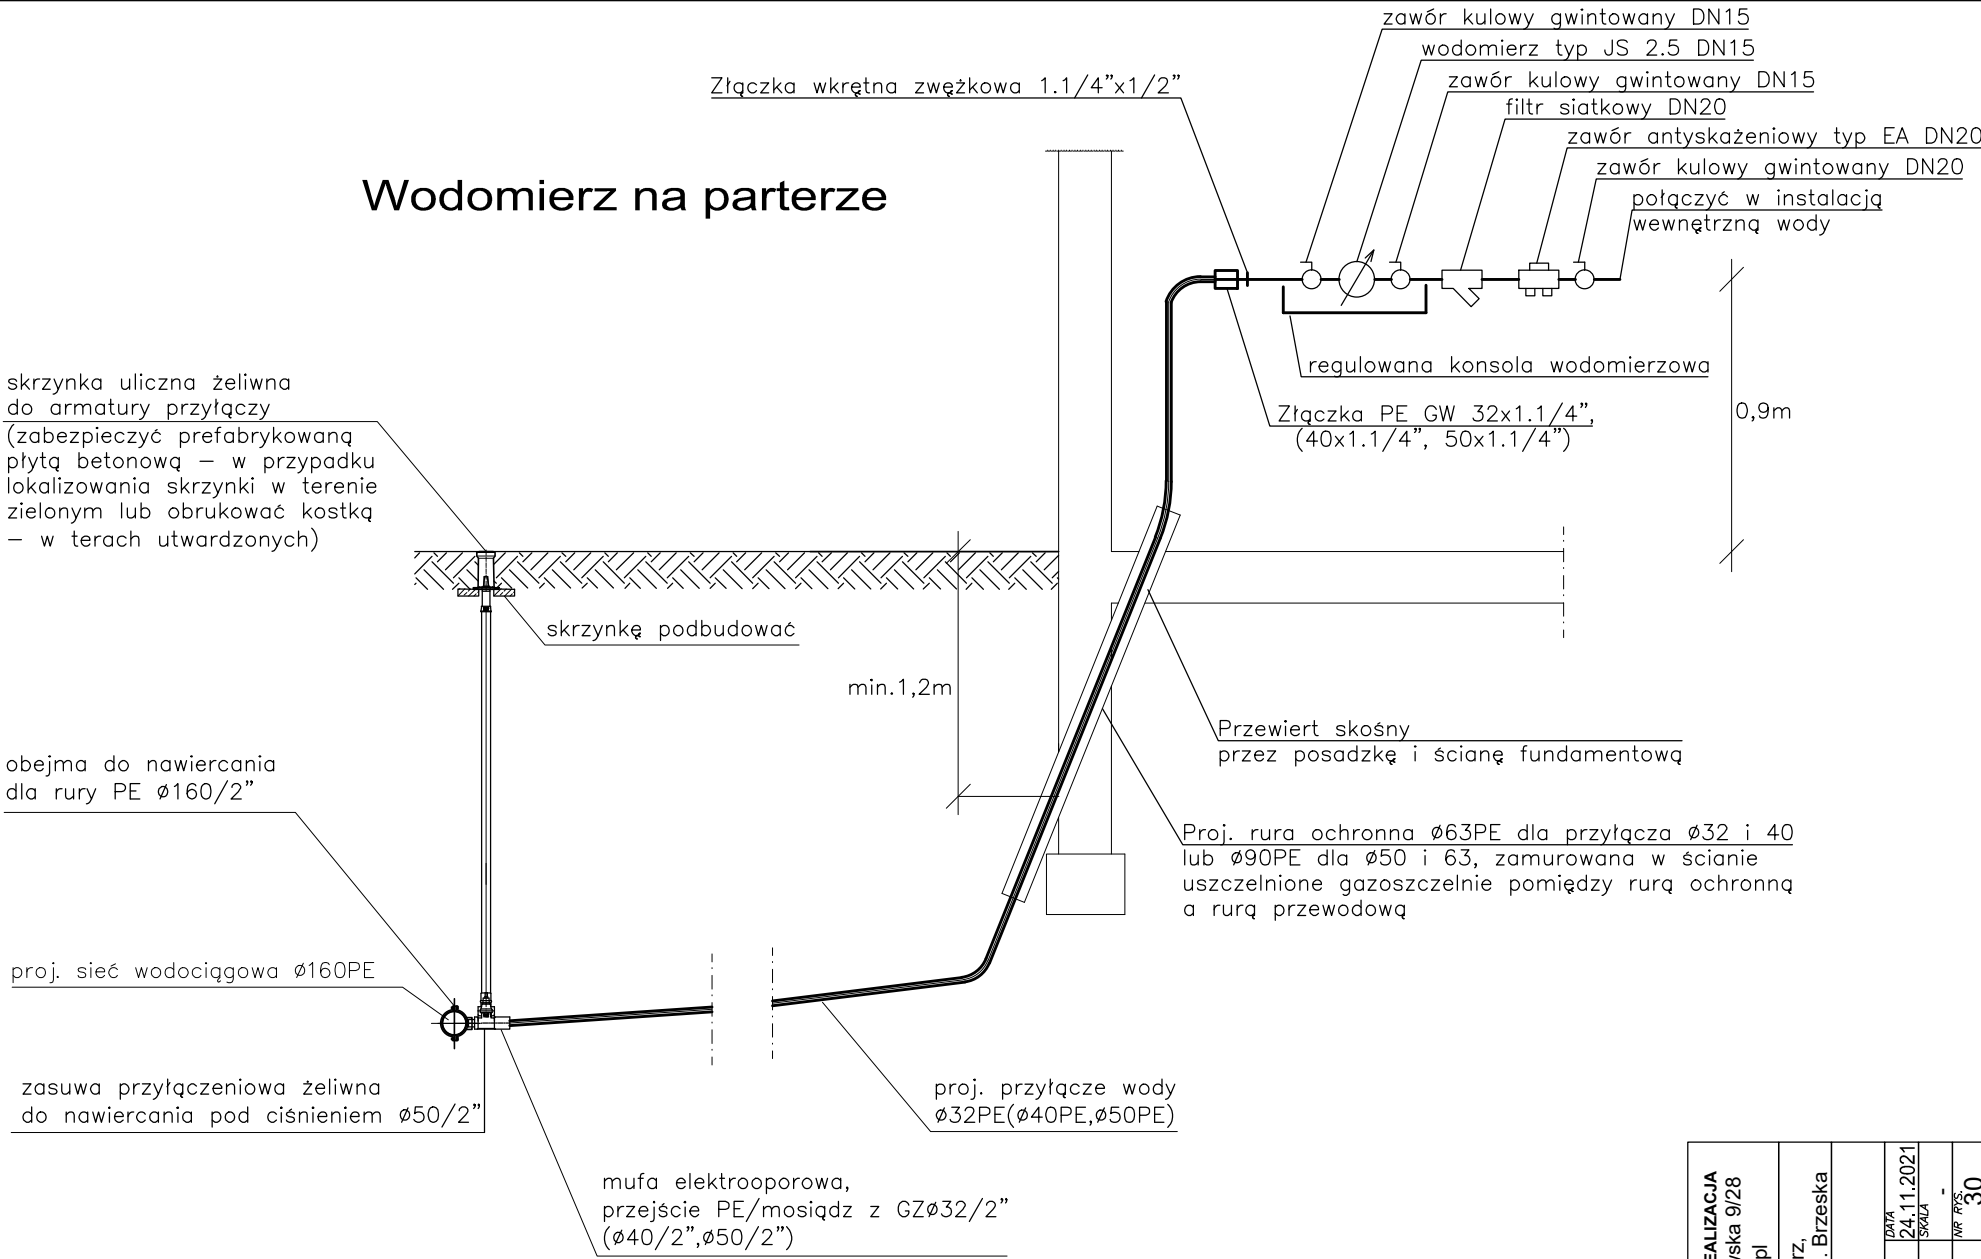 zawór kulowy gwintowany DN15
wodomierz typ JS 2.5 DN15
Złączka wkrętna zwężkowa 1.1/4"x1/2"
zawór kulowy gwintowany DN15
filtr siatkowy DN20
zawór antyskażeniowy typ EA DN20
zawór kulowy gwintowany DN20
połączyć w instalacją
wewnętrzną wody
Wodomierz na parterze
regulowana konsola wodomierzowa
Złączka PE GW 32x1.1/4",
(40x1.1/4", 50x1.1/4")
0,9m
skrzynka uliczna żeliwna
do armatury przyłączy
(zabezpieczyć prefabrykowaną
płytą betonową – w przypadku
lokalizowania skrzynki w terenie
zielonym lub obrukować kostką
– w terach utwardzonych)
skrzynkę podbudować
min.1,2m
Przewiert skośny
przez posadzkę i ścianę fundamentową
obejma do nawiercania
dla rury PE ø160/2"
Proj. rura ochronna ø63PE dla przyłącza ø32 i 40
lub ø90PE dla ø50 i 63, zamurowana w ścianie
uszczelnione gazoszczelnie pomiędzy rurą ochronną
a rurą przewodową
proj. sieć wodociągowa ø160PE
zasuwa przyłączeniowa żeliwna
do nawiercania pod ciśnieniem ø50/2"
proj. przyłącze wody
ø32PE(ø40PE,ø50PE)
mufa elektrooporowa,
przejście PE/mosiądz z GZø32/2"
(ø40/2",ø50/2")
EALIZACJA
ska 9/28
pl
rz,
. Brzeska
DATA
24.11.2021
SKALA
-
NR RYS.
30